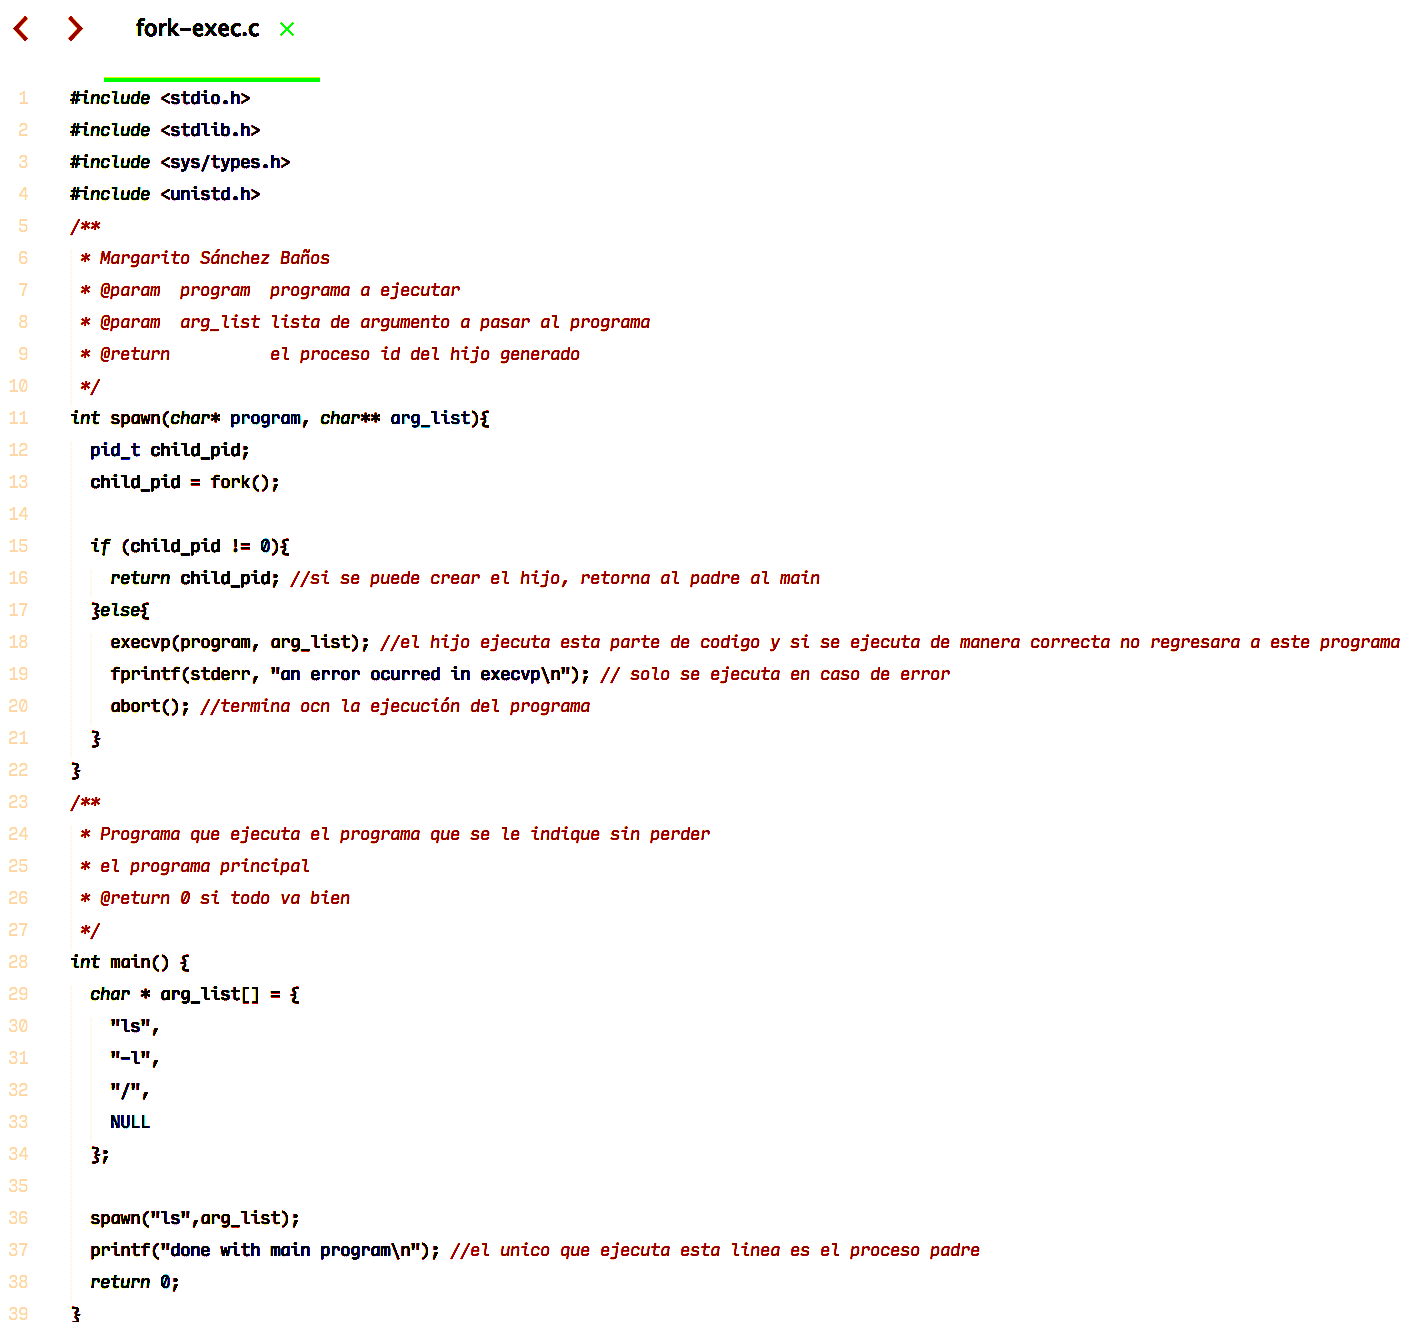 fork-exec.c ×
1 #include <stdio.h>
2 #include <stdlib.h>
3 #include <sys/types.h>
4 #include <unistd.h>
5 /**
6  * Margarito Sánchez Baños
7  * @param  program  programa a ejecutar
8  * @param  arg_list lista de argumento a pasar al programa
9  * @return          el proceso id del hijo generado
10  */
11 int spawn(char* program, char** arg_list){
12   pid_t child_pid;
13   child_pid = fork();
14
15   if (child_pid != 0){
16     return child_pid; //si se puede crear el hijo, retorna al padre al main
17   }else{
18     execvp(program, arg_list); //el hijo ejecuta esta parte de codigo y si se ejecuta de manera correcta no regresara a este programa
19     fprintf(stderr, "an error ocurred in execvp\n"); // solo se ejecuta en caso de error
20     abort(); //termina ocn la ejecución del programa
21   }
22 }
23 /**
24  * Programa que ejecuta el programa que se le indique sin perder
25  * el programa principal
26  * @return 0 si todo va bien
27  */
28 int main() {
29   char * arg_list[] = {
30     "ls",
31     "-l",
32     "/",
33     NULL
34   };
35
36   spawn("ls",arg_list);
37   printf("done with main program\n"); //el unico que ejecuta esta linea es el proceso padre
38   return 0;
39 }